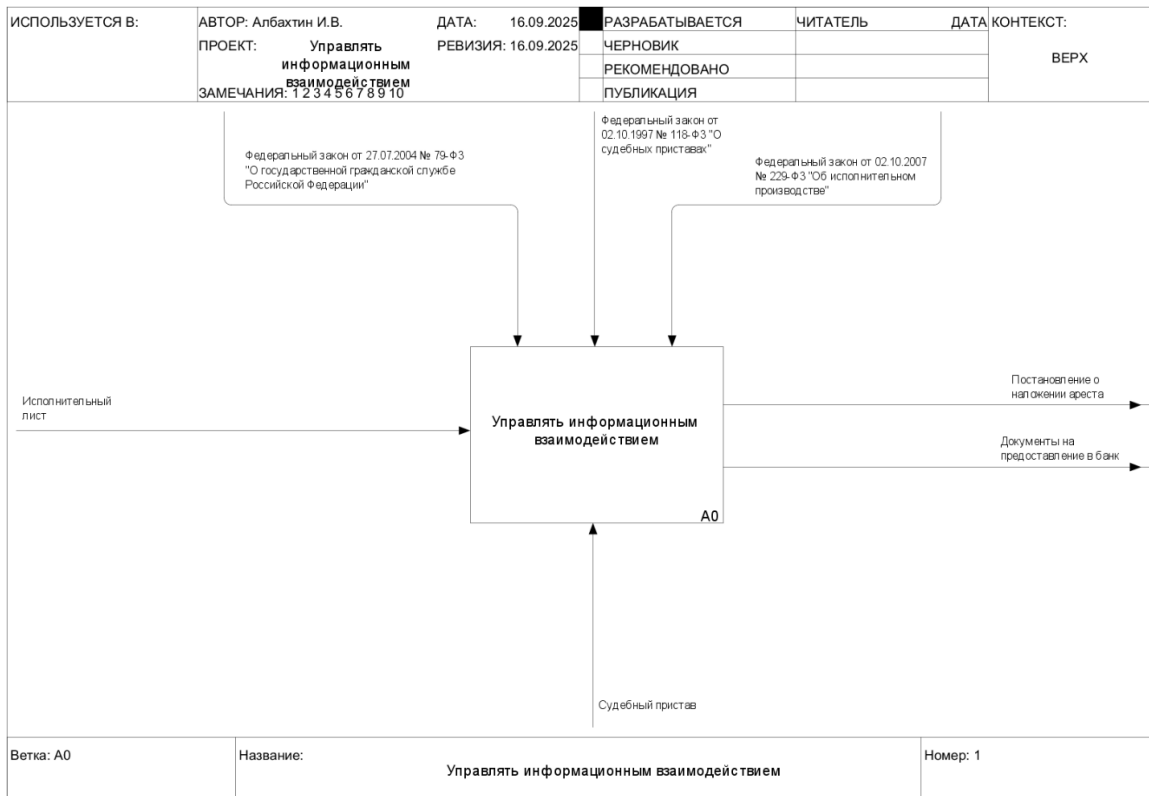 ИСПОЛЬЗУЕТСЯ В:
АВТОР: Албахтин И.В.
ДАТА: 16.09.2025
ПРОЕКТ: Управлять
информационным
взаимодействием
РЕВИЗИЯ: 16.09.2025
ЗАМЕЧАНИЯ: 1 2 3 4 5 6 7 8 9 10
РАЗРАБАТЫВАЕТСЯ
ЧЕРНОВИК
РЕКОМЕНДОВАНО
ПУБЛИКАЦИЯ
ЧИТАТЕЛЬ
ДАТА
КОНТЕКСТ:
ВЕРХ
Федеральный закон от 27.07.2004 № 79-ФЗ
"О государственной гражданской службе
Российской Федерации"
Федеральный закон от
02.10.1997 № 118-ФЗ "О
судебных приставах"
Федеральный закон от 02.10.2007
№ 229-ФЗ "Об исполнительном
производстве"
Исполнительный
лист
Управлять информационным
взаимодействием
A0
Постановление о
наложении ареста
Документы на
предоставление в банк
Судебный пристав
Ветка: A0
Название:
Управлять информационным взаимодействием
Номер: 1